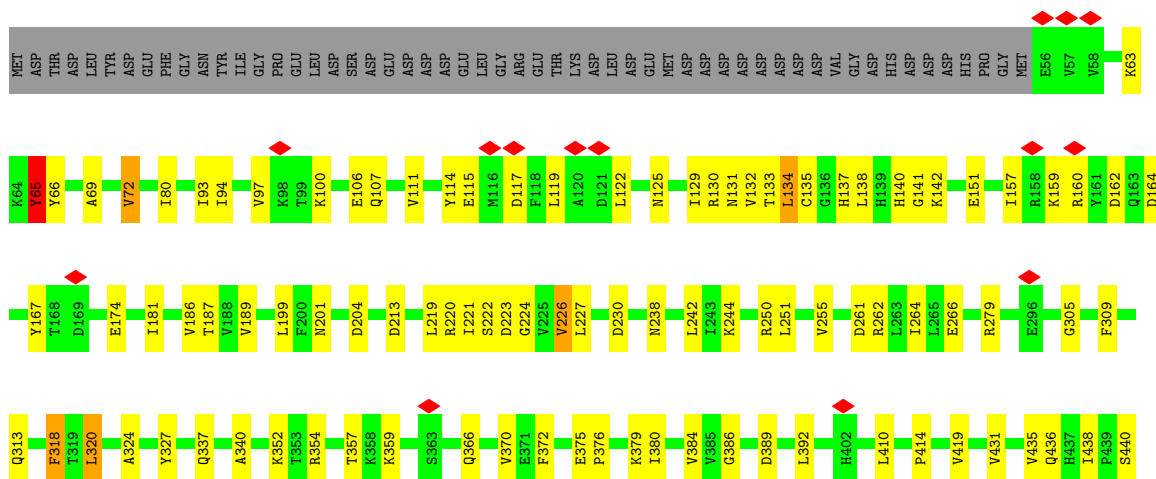 MET ASP THR ASP LEU TYR ASP GLU PHE GLY ASN TYR ILE GLY PRO GLU LEU ASP SER ASP GLU ASP ASP ASP GLU LEU GLY ARG GLU THR LYS ASP LEU ASP GLU MET ASP ASP ASP ASP ASP ASP ASP ASP VAL GLY ASP HIS ASP ASP ASP HIS PRO GLY MET E56 V57 V58 K63
K64 Y65 Y66 A69 V72 I80 I93 I94 V97 K98 T99 K100 E106 Q107 V111 Y114 E115 M116 D117 F118 L119 A120 D121 L122 N125 I129 R130 N131 V132 T133 L134 C135 G136 H137 L138 H139 H140 G141 K142 E151 I157 R158 K159 R160 Y161 D162 Q163 D164
Y167 T168 D169 E174 I181 V186 T187 V188 V189 L199 F200 N201 D204 D213 L219 R220 I221 S222 D223 G224 V225 V226 L227 D230 N238 L242 I243 K244 R250 L251 V255 D261 R262 L263 I264 L265 E266 R279 E296 G305 F309
Q313 F318 T319 L320 A324 Y327 Q337 A340 K352 T353 R354 T357 K358 K359 S363 Q366 V370 E371 F372 E375 P376 K379 I380 V384 V385 G386 D389 L392 H402 L410 P414 V419 V431 V435 Q436 H437 I438 P439 S440